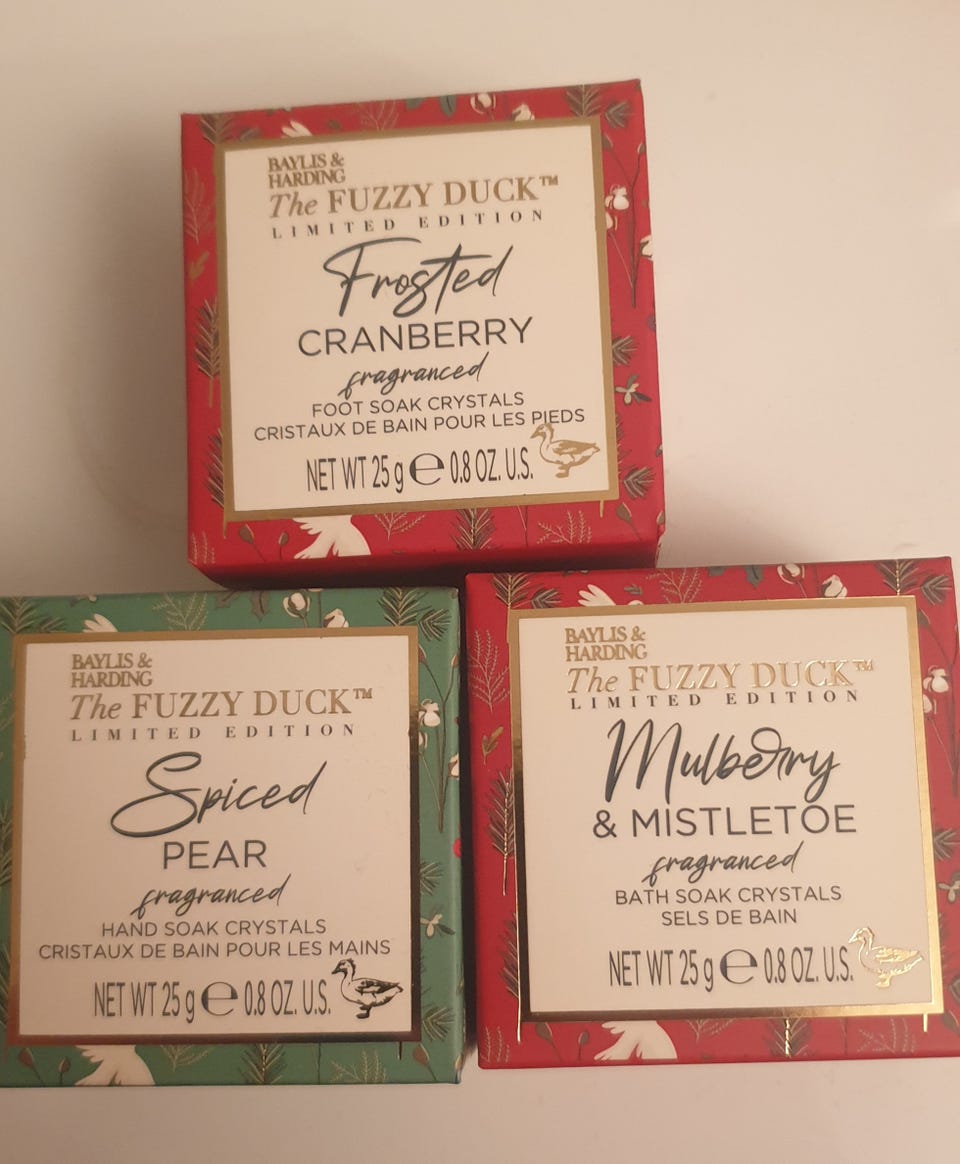 BAYLIS &
HARDING
The FUZZY DUCK™
LIMITED EDITION
Frosted
CRANBERRY
fragranced
FOOT SOAK CRYSTALS
CRISTAUX DE BAIN POUR LES PIEDS
NET WT 25 g ℮ 0.8 OZ. U.S.
BAYLIS &
HARDING
The FUZZY DUCK™
LIMITED EDITION
Spiced
PEAR
fragranced
HAND SOAK CRYSTALS
CRISTAUX DE BAIN POUR LES MAINS
NET WT 25 g ℮ 0.8 OZ. U.S.
BAYLIS &
HARDING
The FUZZY DUCK™
LIMITED EDITION
Mulberry
& MISTLETOE
fragranced
BATH SOAK CRYSTALS
SELS DE BAIN
NET WT 25 g ℮ 0.8 OZ. U.S.